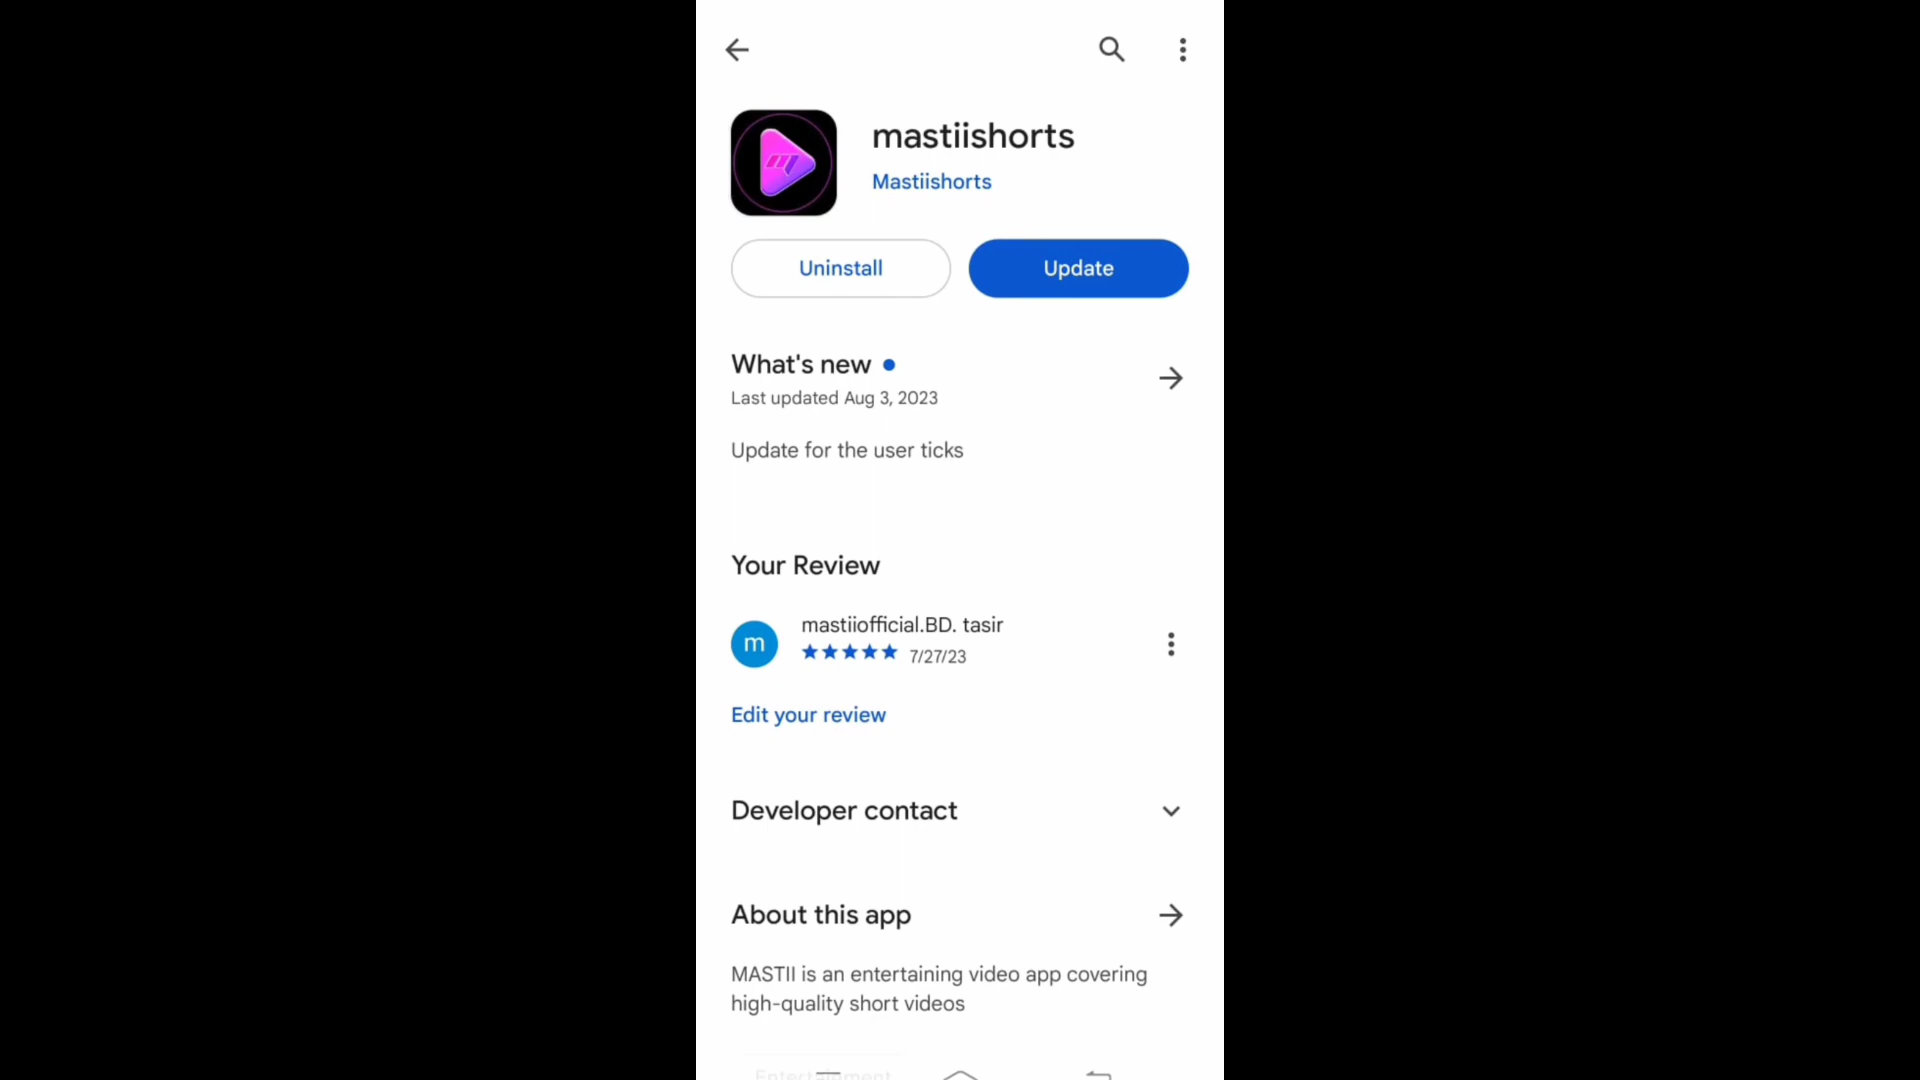 mastiishorts
Mastiishorts
Uninstall
Update
What's new
Last updated Aug 3, 2023
Update for the user ticks
Your Review
m
mastiiofficial.BD. tasir
7/27/23
Edit your review
Developer contact
About this app
MASTII is an entertaining video app covering
high-quality short videos
Entertainment